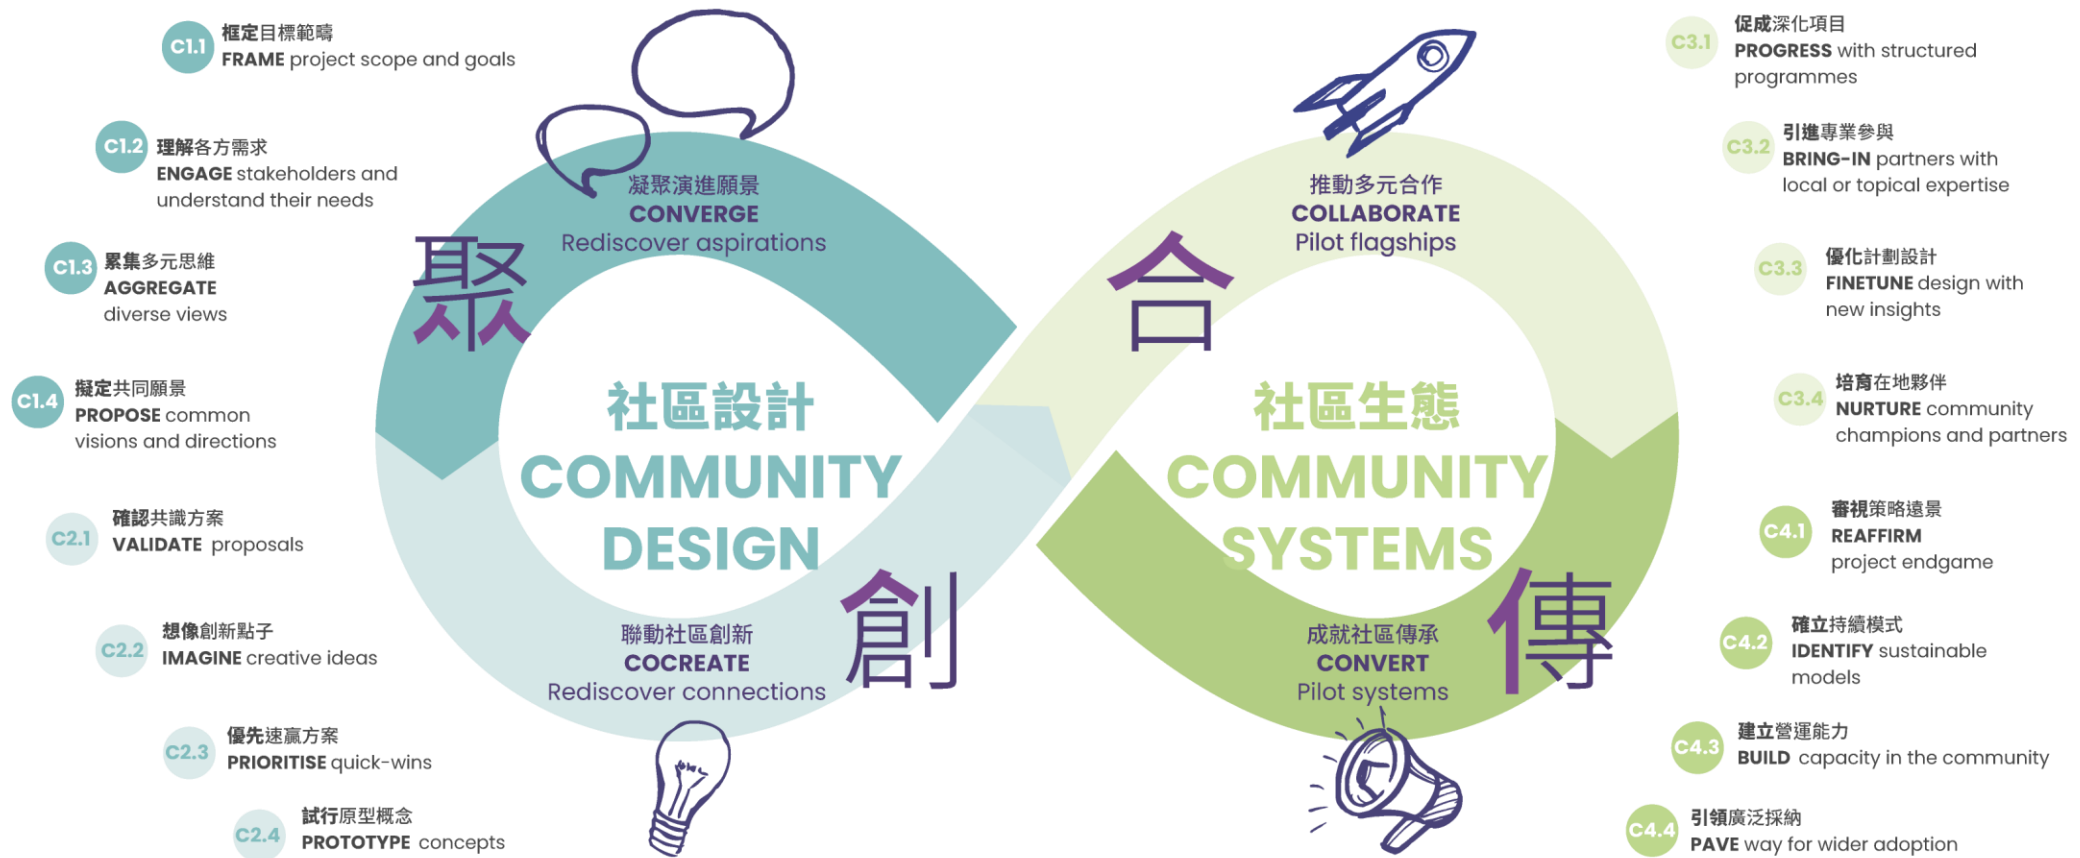 C1.1
框定目標範疇
FRAME project scope and goals
C1.2
理解各方需求
ENGAGE stakeholders and
understand their needs
C1.3
累集多元思維
AGGREGATE
diverse views
C1.4
擬定共同願景
PROPOSE common
visions and directions
C2.1
確認共識方案
VALIDATE proposals
C2.2
想像創新點子
IMAGINE creative ideas
C2.3
優先速贏方案
PRIORITISE quick-wins
C2.4
試行原型概念
PROTOTYPE concepts
聚
凝聚演進願景
CONVERGE
Rediscover aspirations
社區設計
COMMUNITY
DESIGN
創
聯動社區創新
COCREATE
Rediscover connections
合
推動多元合作
COLLABORATE
Pilot flagships
社區生態
COMMUNITY
SYSTEMS
傳
成就社區傳承
CONVERT
Pilot systems
C3.1
促成深化項目
PROGRESS with structured
programmes
C3.2
引進專業參與
BRING-IN partners with
local or topical expertise
C3.3
優化計劃設計
FINETUNE design with
new insights
C3.4
培育在地夥伴
NURTURE community
champions and partners
C4.1
審視策略遠景
REAFFIRM
project endgame
C4.2
確立持續模式
IDENTIFY sustainable
models
C4.3
建立營運能力
BUILD capacity in the community
C4.4
引領廣泛採納
PAVE way for wider adoption